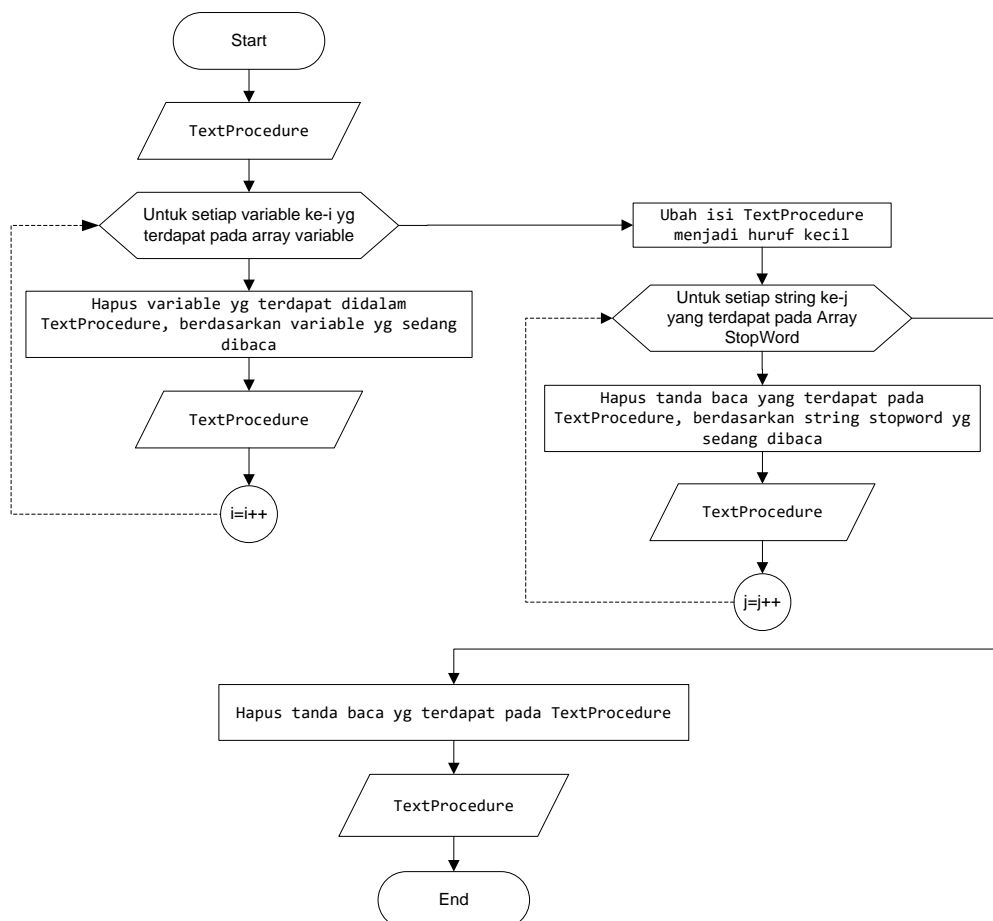 Start
TextProcedure
Untuk setiap variable ke-i yg
terdapat pada array variable
Hapus variable yg terdapat didalam
TextProcedure, berdasarkan variable yg sedang
dibaca
TextProcedure
i=i++
Ubah isi TextProcedure
menjadi huruf kecil
Untuk setiap string ke-j
yang terdapat pada Array
StopWord
Hapus tanda baca yang terdapat pada
TextProcedure, berdasarkan string stopword yg
sedang dibaca
TextProcedure
j=j++
Hapus tanda baca yg terdapat pada TextProcedure
TextProcedure
End